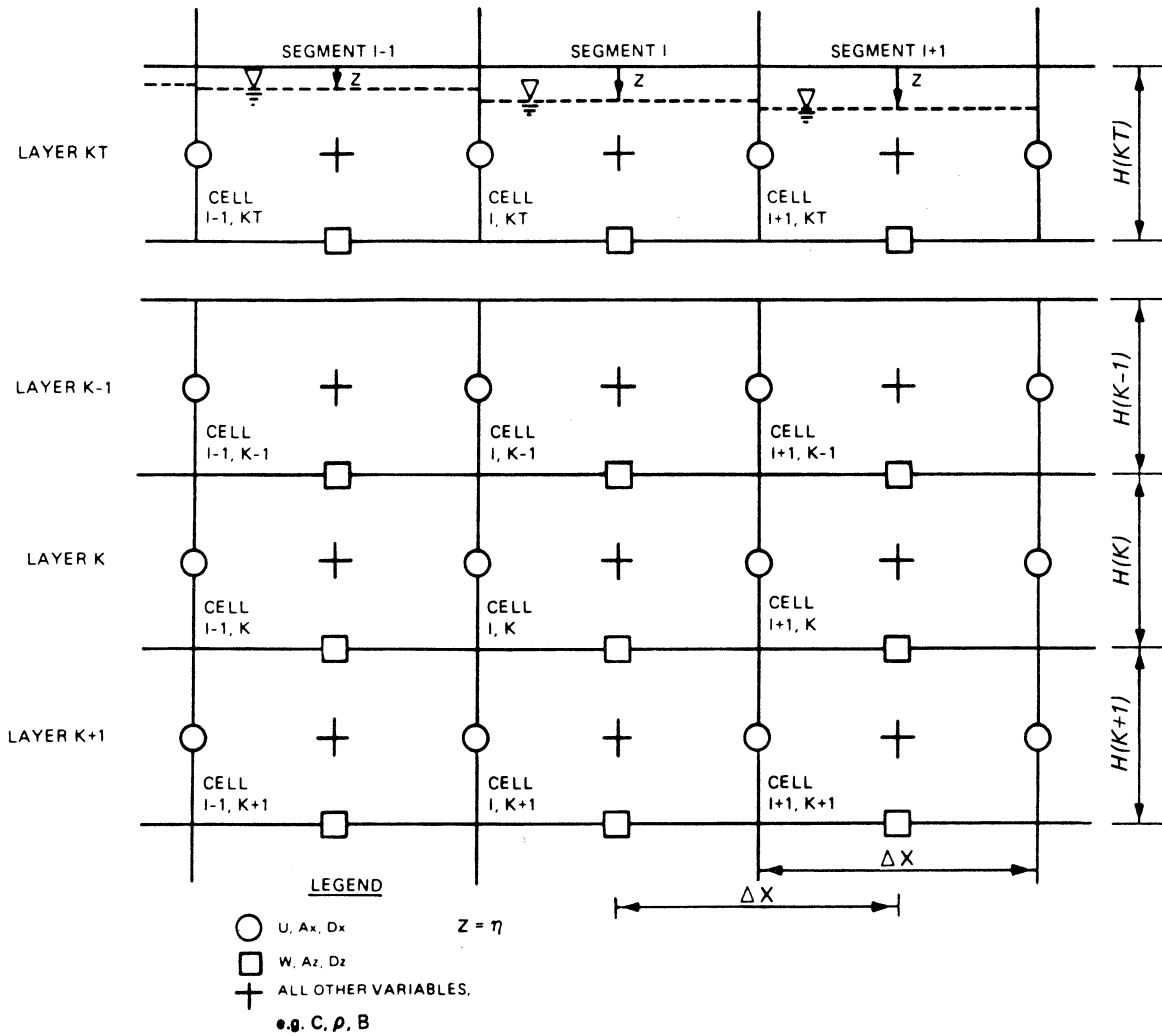 SEGMENT I-1
SEGMENT I
SEGMENT I+1
Z
Z
Z
H(KT)
LAYER KT
CELL
I-1, KT
CELL
I, KT
CELL
I+1, KT
LAYER K-1
H(K-1)
CELL
I-1, K-1
CELL
I, K-1
CELL
I+1, K-1
LAYER K
H(K)
CELL
I-1, K
CELL
I, K
CELL
I+1, K
LAYER K+1
H(K+1)
CELL
I-1, K+1
CELL
I, K+1
CELL
I+1, K+1
ΔX
ΔX
LEGEND
U, Ax, Dx
Z = η
W, Az, Dz
ALL OTHER VARIABLES,
e.g. C, ρ, B